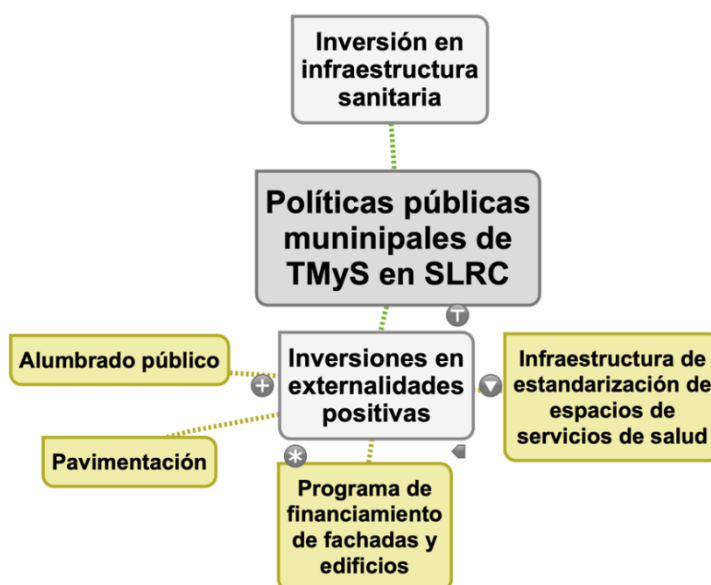 Inversión en
infraestructura
sanitaria
Políticas públicas
muninipales de
TMyS en SLRC
Alumbrado público
Inversiones en
externalidades
positivas
Infraestructura de
estandarización de
espacios de
servicios de salud
Pavimentación
Programa de
financiamiento
de fachadas y
edificios